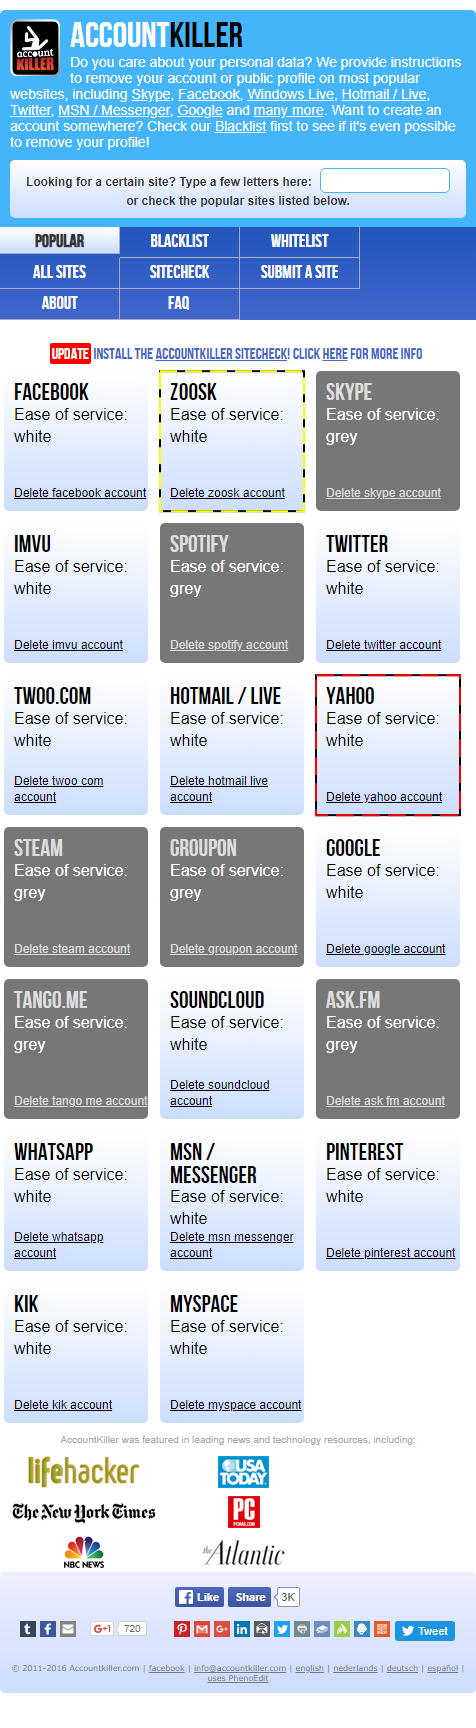 account
KILLER
ACCOUNTKILLER
Do you care about your personal data? We provide instructions
to remove your account or public profile on most popular
websites, including Skype, Facebook, Windows Live, Hotmail / Live,
Twitter, MSN / Messenger, Google and many more. Want to create an
account somewhere? Check our Blacklist first to see if it's even possible
to remove your profile!
Looking for a certain site? Type a few letters here:
or check the popular sites listed below.
POPULAR BLACKLIST WHITELIST
ALL SITES SITECHECK SUBMIT A SITE
ABOUT FAQ
UPDATE INSTALL THE ACCOUNTKILLER SITECHECK! CLICK HERE FOR MORE INFO
FACEBOOK
Ease of service:
white
Delete facebook account
ZOOSK
Ease of service:
white
Delete zoosk account
SKYPE
Ease of service:
grey
Delete skype account
IMVU
Ease of service:
white
Delete imvu account
SPOTIFY
Ease of service:
grey
Delete spotify account
TWITTER
Ease of service:
white
Delete twitter account
TWOO.COM
Ease of service:
white
Delete twoo com
account
HOTMAIL / LIVE
Ease of service:
white
Delete hotmail live
account
YAHOO
Ease of service:
white
Delete yahoo account
STEAM
Ease of service:
grey
Delete steam account
GROUPON
Ease of service:
grey
Delete groupon account
GOOGLE
Ease of service:
white
Delete google account
TANGO.ME
Ease of service:
grey
Delete tango me account
SOUNDCLOUD
Ease of service:
white
Delete soundcloud
account
ASK.FM
Ease of service:
grey
Delete ask fm account
WHATSAPP
Ease of service:
white
Delete whatsapp
account
MSN /
MESSENGER
Ease of service:
white
Delete msn messenger
account
PINTEREST
Ease of service:
white
Delete pinterest account
KIK
Ease of service:
white
Delete kik account
MYSPACE
Ease of service:
white
Delete myspace account
AccountKiller was featured in leading news and technology resources, including:
lifehacker
USA
TODAY
The New York Times
PC
PCMAG.COM
NBC NEWS
the Atlantic
Like Share 3K
G+1 720
Tweet
© 2011-2016 Accountkiller.com | facebook | info@accountkiller.com | english | nederlands | deutsch | español |
uses PhenoEdit